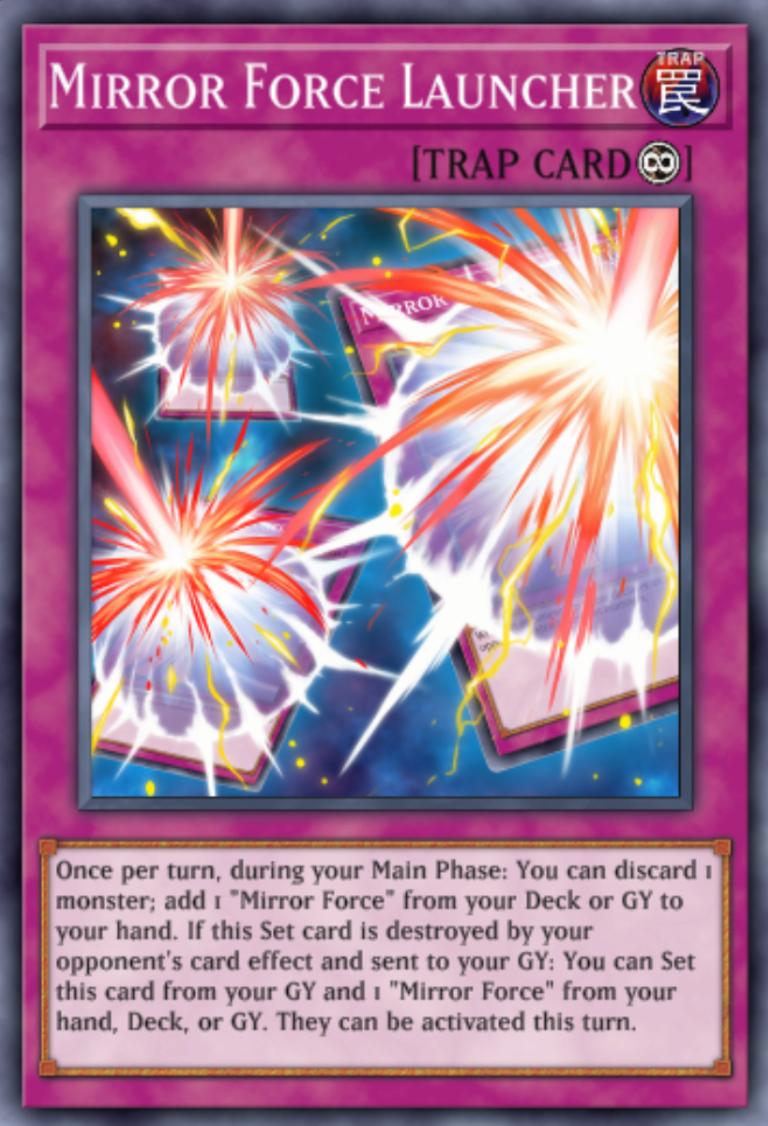 MIRROR FORCE LAUNCHER
TRAP
罠
[TRAP CARD]
MIRROR
Once per turn, during your Main Phase: You can discard 1
monster; add 1 "Mirror Force" from your Deck or GY to
your hand. If this Set card is destroyed by your
opponent's card effect and sent to your GY: You can Set
this card from your GY and 1 "Mirror Force" from your
hand, Deck, or GY. They can be activated this turn.